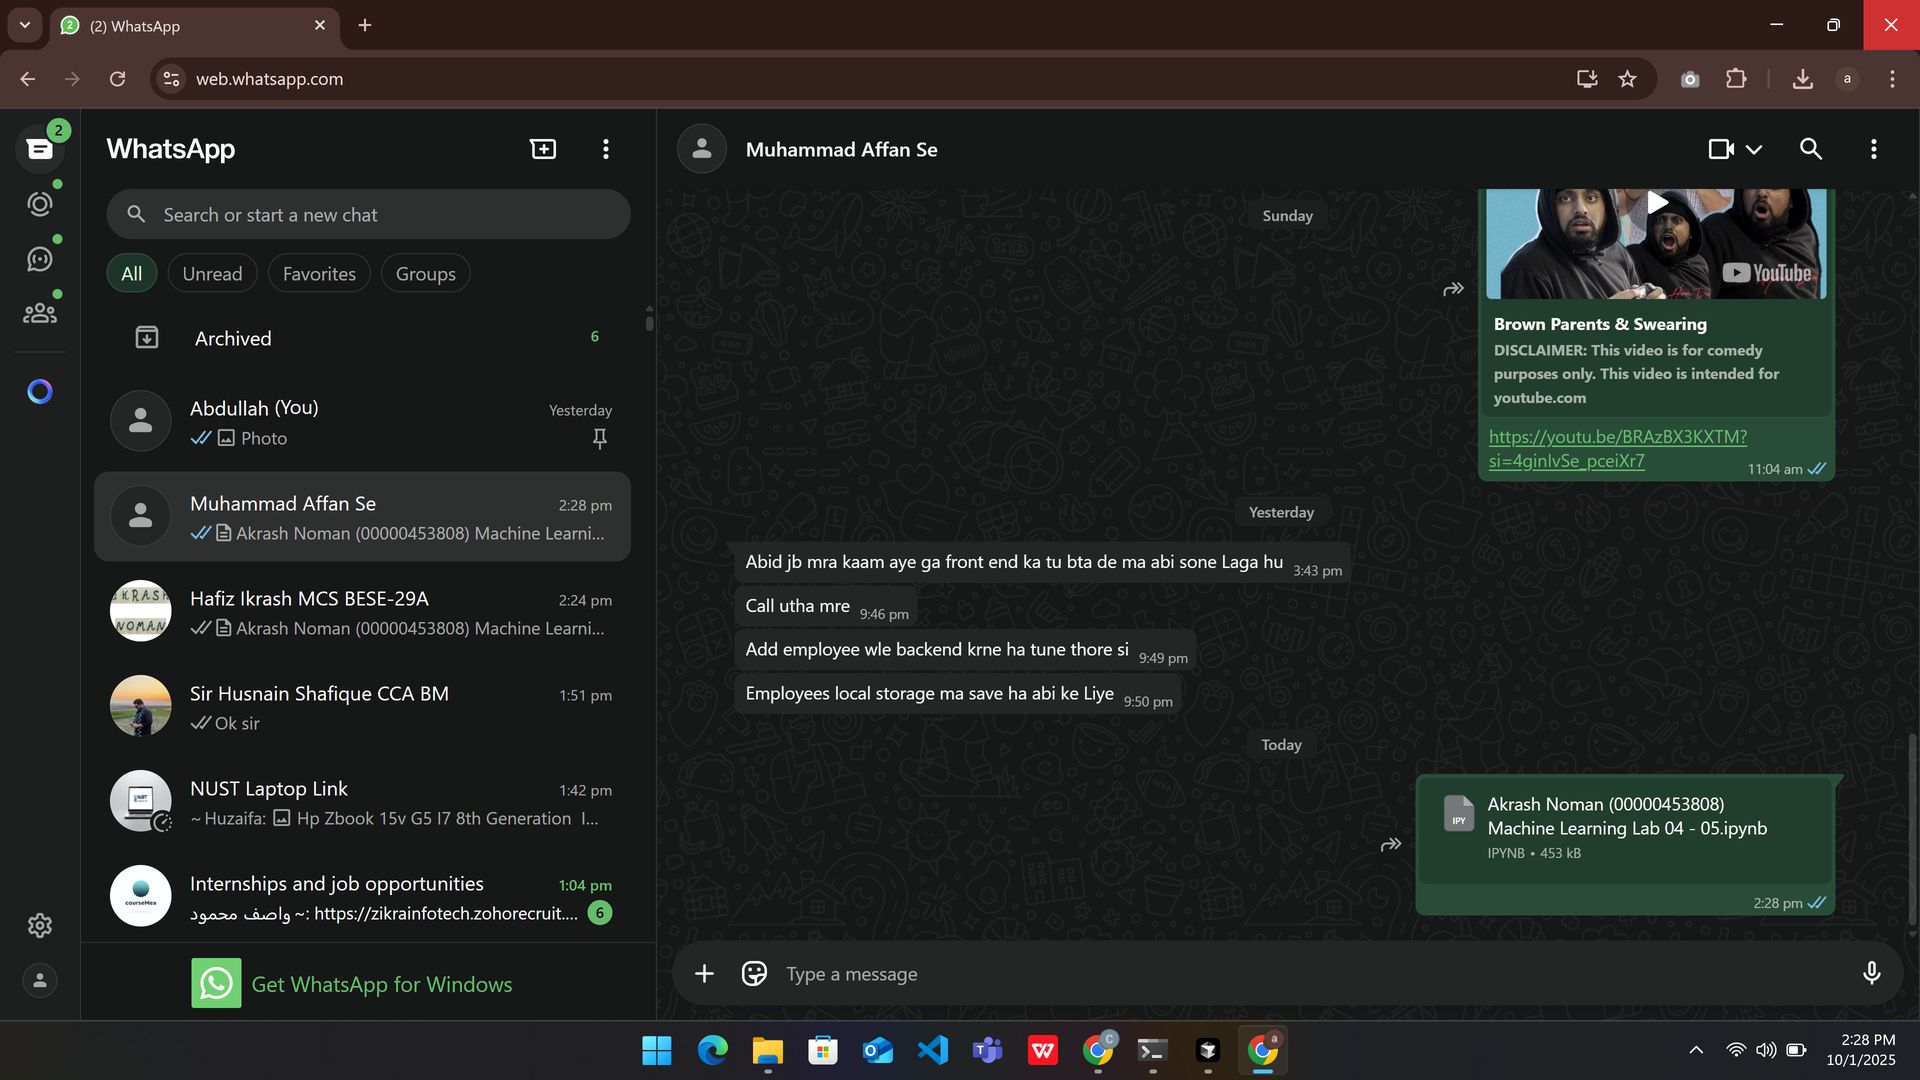 (2) WhatsApp
web.whatsapp.com
a
2
WhatsApp
Search or start a new chat
All
Unread
Favorites
Groups
Archived
6
Abdullah (You)
Yesterday
Photo
Muhammad Affan Se
2:28 pm
Akrash Noman (00000453808) Machine Learni...
IKRASH
NOMAN
Hafiz Ikrash MCS BESE-29A
2:24 pm
Akrash Noman (00000453808) Machine Learni...
Sir Husnain Shafique CCA BM
1:51 pm
Ok sir
NUST Laptop Link
1:42 pm
~ Huzaifa: Hp Zbook 15v G5 I7 8th Generation I...
courseMea
Internships and job opportunities
1:04 pm
~ واصف محمود: https://zikrainfotech.zohorecruit....
6
Get WhatsApp for Windows
Muhammad Affan Se
Sunday
YouTube
Brown Parents & Swearing
DISCLAIMER: This video is for comedy
purposes only. This video is intended for
youtube.com
https://youtu.be/BRAzBX3KXTM?
si=4ginIvSe_pceiXr7
11:04 am
Yesterday
Abid jb mra kaam aye ga front end ka tu bta de ma abi sone Laga hu
3:43 pm
Call utha mre
9:46 pm
Add employee wle backend krne ha tune thore si
9:49 pm
Employees local storage ma save ha abi ke Liye
9:50 pm
Today
IPY
Akrash Noman (00000453808)
Machine Learning Lab 04 - 05.ipynb
IPYNB • 453 kB
2:28 pm
Type a message
2:28 PM
10/1/2025